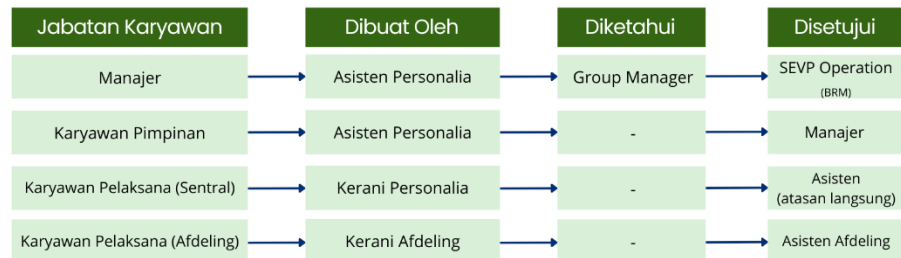 Jabatan Karyawan Dibuat Oleh Diketahui Disetujui
Manajer Asisten Personalia Group Manager SEVP Operation
(BRM)
Karyawan Pimpinan Asisten Personalia - Manajer
Karyawan Pelaksana (Sentral) Kerani Personalia - Asisten
(atasan langsung)
Karyawan Pelaksana (Afdeling) Kerani Afdeling - Asisten Afdeling